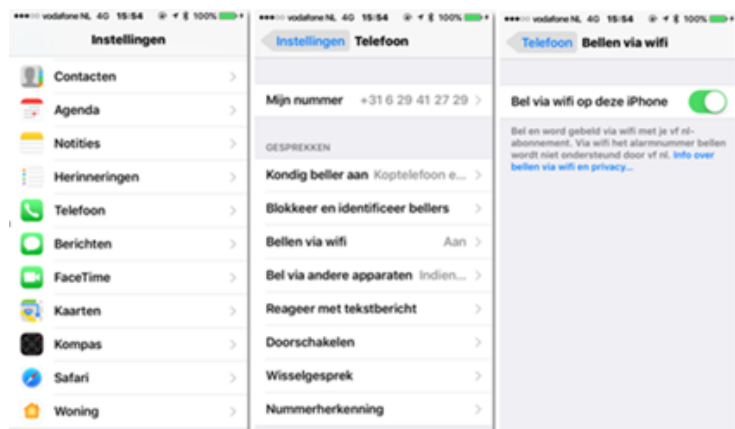 vodafone NL 4G 15:54 100%
Instellingen
Contacten
Agenda
Notities
Herinneringen
Telefoon
Berichten
FaceTime
Kaarten
Kompas
Safari
Woning
vodafone NL 4G 15:54 100%
Instellingen Telefoon
Mijn nummer +31 6 29 41 27 29
GESPREKKEN
Kondig beller aan Koptelefoon e...
Blokkeer en identificeer bellers
Bellen via wifi Aan
Bel via andere apparaten Indien...
Reageer met tekstbericht
Doorschakelen
Wisselgesprek
Nummerherkenning
vodafone NL 4G 15:54 100%
Telefoon Bellen via wifi
Bel via wifi op deze iPhone
Bel en word gebeld via wifi met je vf nl-
abonnement. Via wifi het alarmnummer bellen
wordt niet ondersteund door vf nl. Info over
bellen via wifi en privacy...